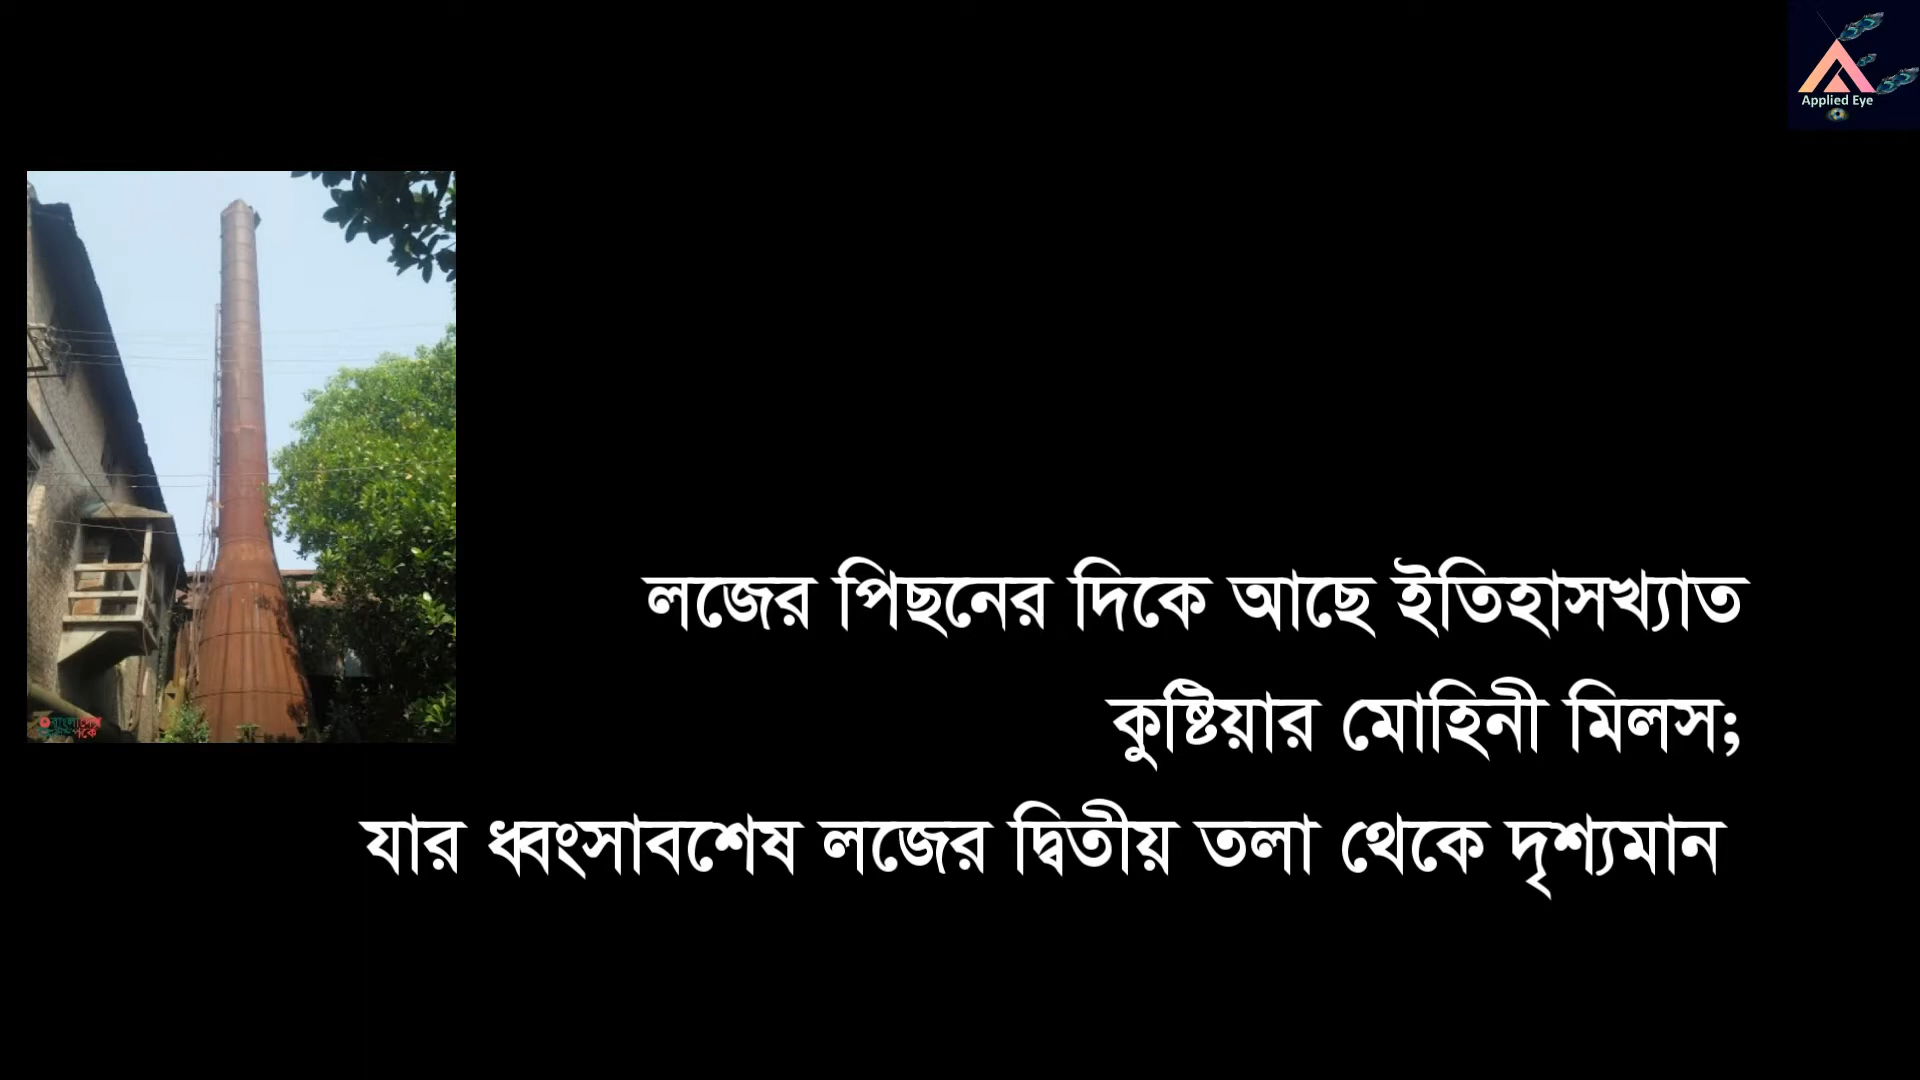 Applied Eye
লজের পিছনের দিকে আছে ইতিহাসখ্যাত
কুষ্টিয়ার মোহিনী মিলস;
যার ধ্বংসাবশেষ লজের দ্বিতীয় তলা থেকে দৃশ্যমান